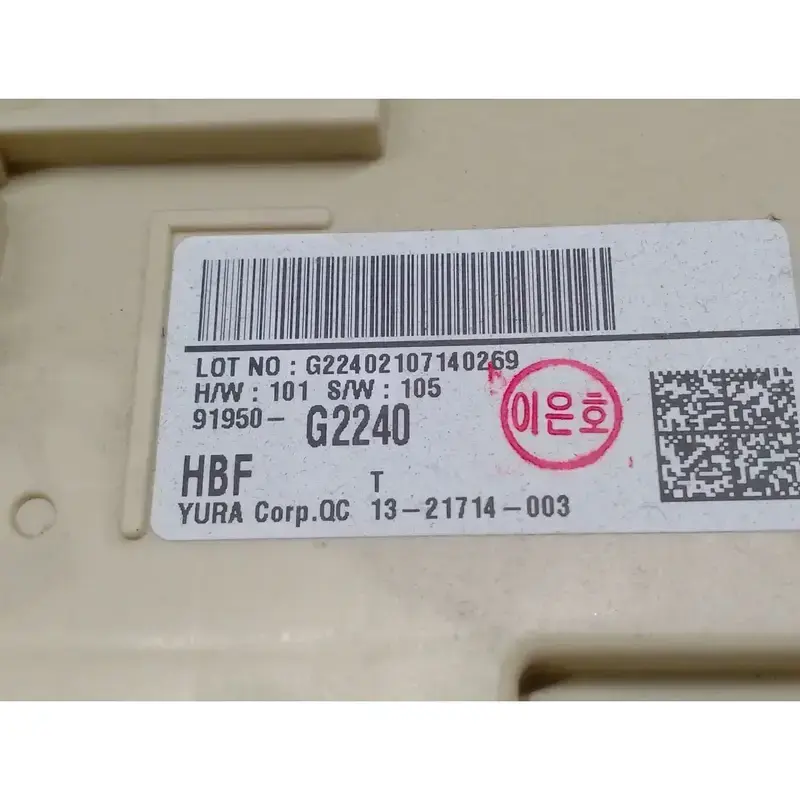 LOT NO : G22402107140269
H/W : 101 S/W : 105
91950- G2240
이은호
HBF T
YURA Corp.QC 13-21714-003